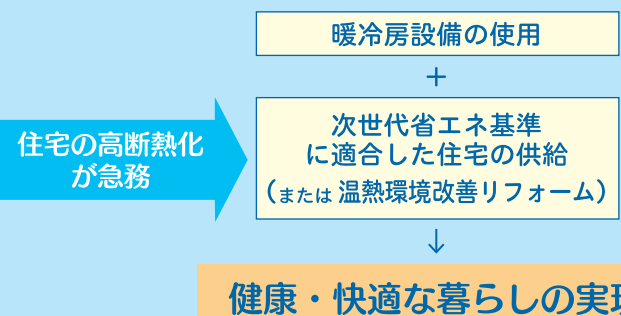 暖冷房設備の使用
+
住宅の高断熱化
が急務
次世代省エネ基準
に適合した住宅の供給
(または 温熱環境改善リフォーム)
↓
健康・快適な暮らしの実現